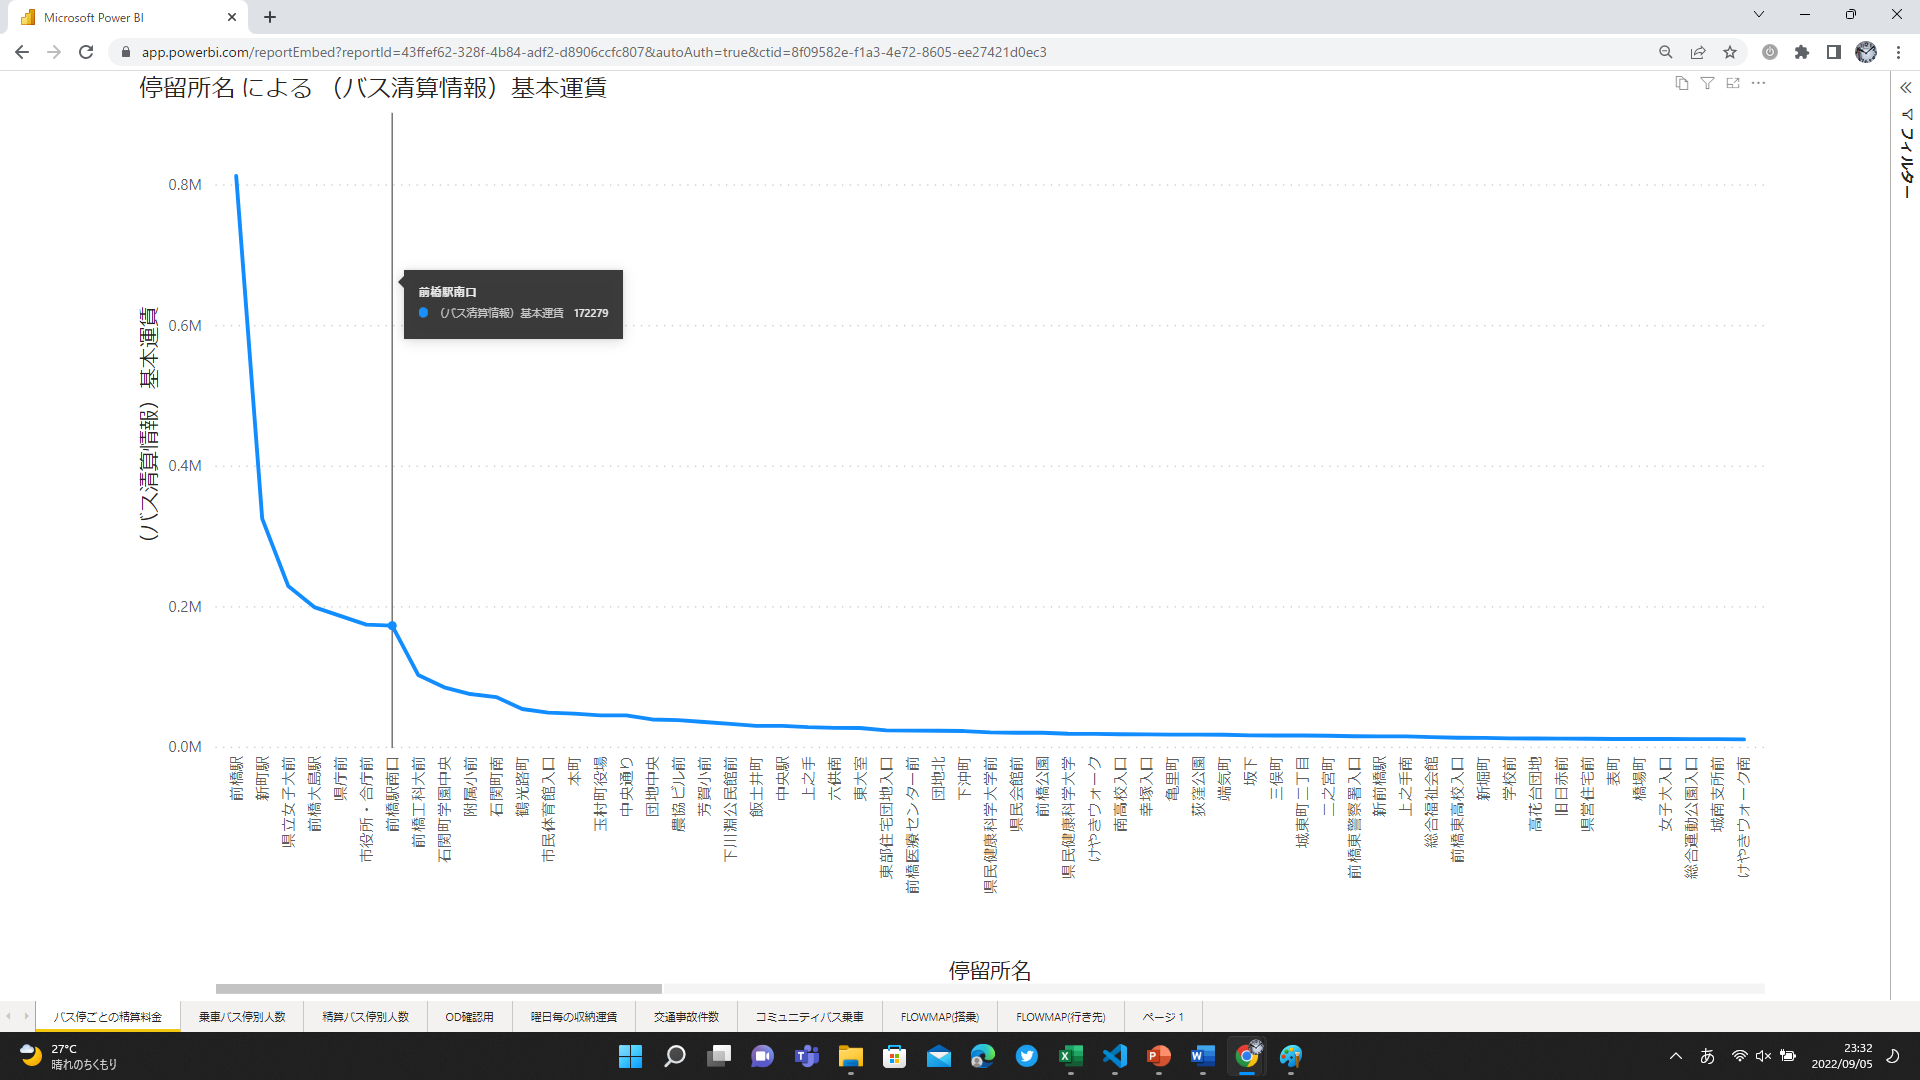 Microsoft Power BI
app.powerbi.com/reportEmbed?reportId=43ffef62-328f-4b84-adf2-d8906ccfc807&autoAuth=true&ctid=8f09582e-f1a3-4e72-8605-ee27421d0ec3
停留所名 による （バス清算情報）基本運賃
フィルター
（バス清算情報）基本運賃
0.8M
0.6M
0.4M
0.2M
0.0M
前橋駅南口
（バス清算情報）基本運賃 172279
前橋駅
新町駅
県立女子大前
前橋大島駅
県庁前
市役所・合庁前
前橋駅南口
前橋工科大前
石関町学園中央
附属小前
石関町南
鶴光路町
市民体育館入口
本町
玉村町役場
中央通り
団地中央
農協ビル前
芳賀小前
下川淵公民館前
飯土井町
中央駅
上之手
六供南
東大室
東部住宅団地入口
前橋医療センター前
団地北
下沖町
県民健康科学大学前
県民会館前
前橋公園
県民健康科学大学
けやきウォーク
南高校入口
幸塚入口
亀里町
荻窪公園
端気町
坂下
三俣町
城東町二丁目
二之宮町
前橋東警察署入口
新前橋駅
上之手南
総合福祉会館
前橋東高校入口
新堀町
学校前
高花台団地
旧日赤前
県営住宅前
表町
橋場町
女子大入口
総合運動公園入口
城南支所前
けやきウォーク南
停留所名
バス停ごとの精算料金
乗車バス停別人数
精算バス停別人数
OD確認用
曜日毎の収納運賃
交通事故件数
コミュニティバス乗車
FLOWMAP(搭乗)
FLOWMAP(行き先)
ページ 1
27°C
晴れのちくもり
あ
23:32
2022/09/05